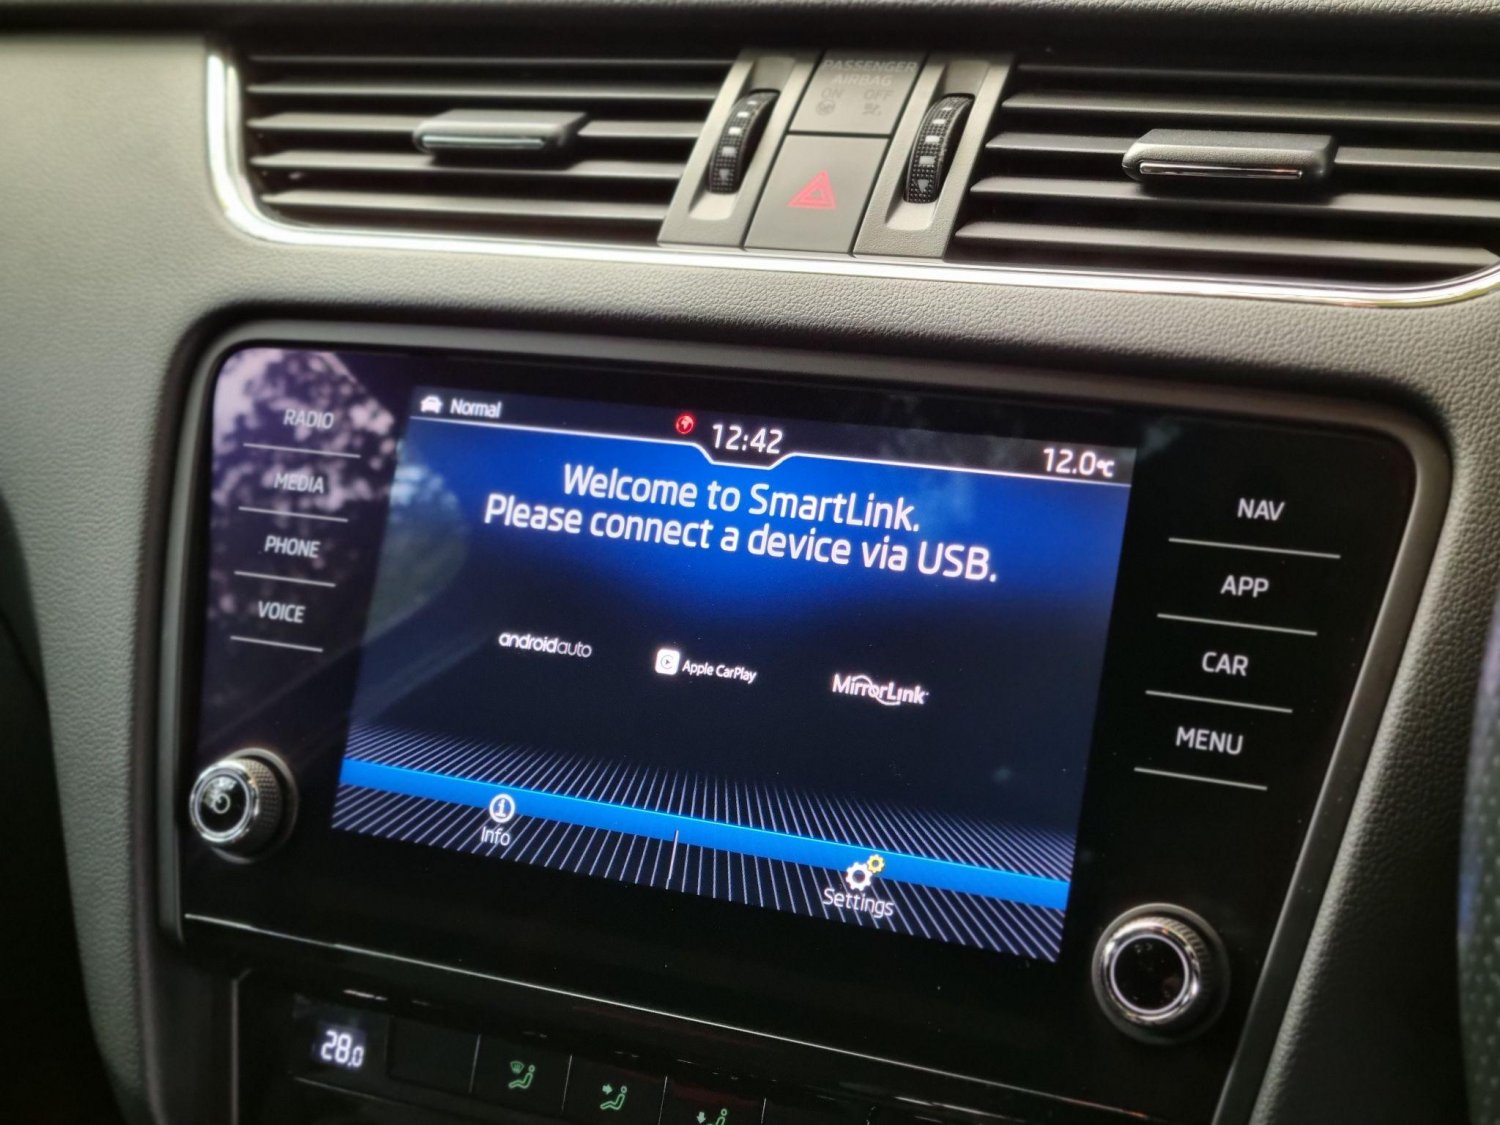 PASSENGER
AIRBAG
ON OFF
RADIO
MEDIA
PHONE
VOICE
Normal
12:42
12.0°C
Welcome to SmartLink.
Please connect a device via USB.
androidauto
Apple CarPlay
MirrorLink
Info
Settings
NAV
APP
CAR
MENU
28.0